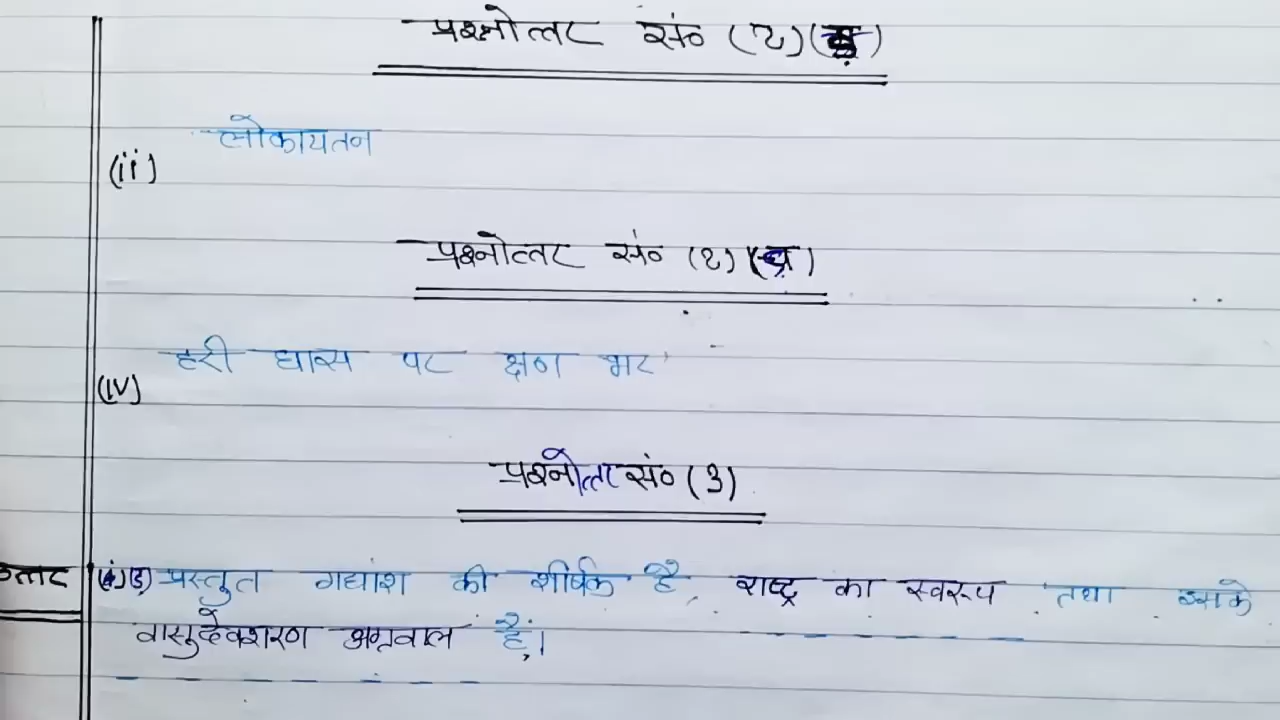 प्रश्नोत्तर सं० (२) (ड़)
लोकायतन
(ii)
प्रश्नोत्तर सं० (२) (च)
हरी घास पर क्षण भर
(iv)
प्रश्नोत्तर सं० (3)
उत्तर प्रस्तुत गद्यांश की शीर्षक है, राष्ट्र का स्वरूप तथा उसके
वासुदेवशरण अग्रवाल हैं।